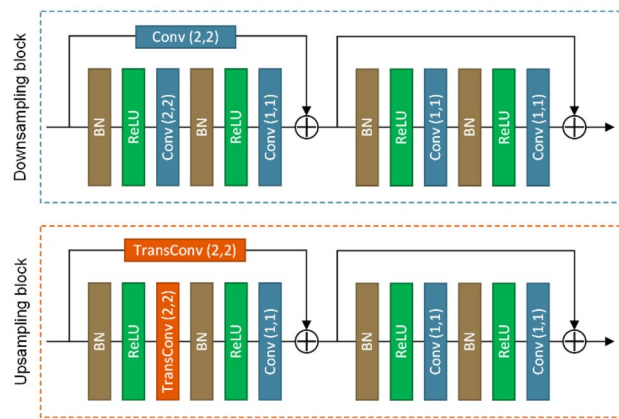 Downsampling block
Conv (2,2)
BN
ReLU
Conv (2,2)
BN
ReLU
Conv (1,1)
BN
ReLU
Conv (1,1)
BN
ReLU
Conv (1,1)
Upsampling block
TransConv (2,2)
BN
ReLU
TransConv (2,2)
BN
ReLU
Conv (1,1)
BN
ReLU
Conv (1,1)
BN
ReLU
Conv (1,1)